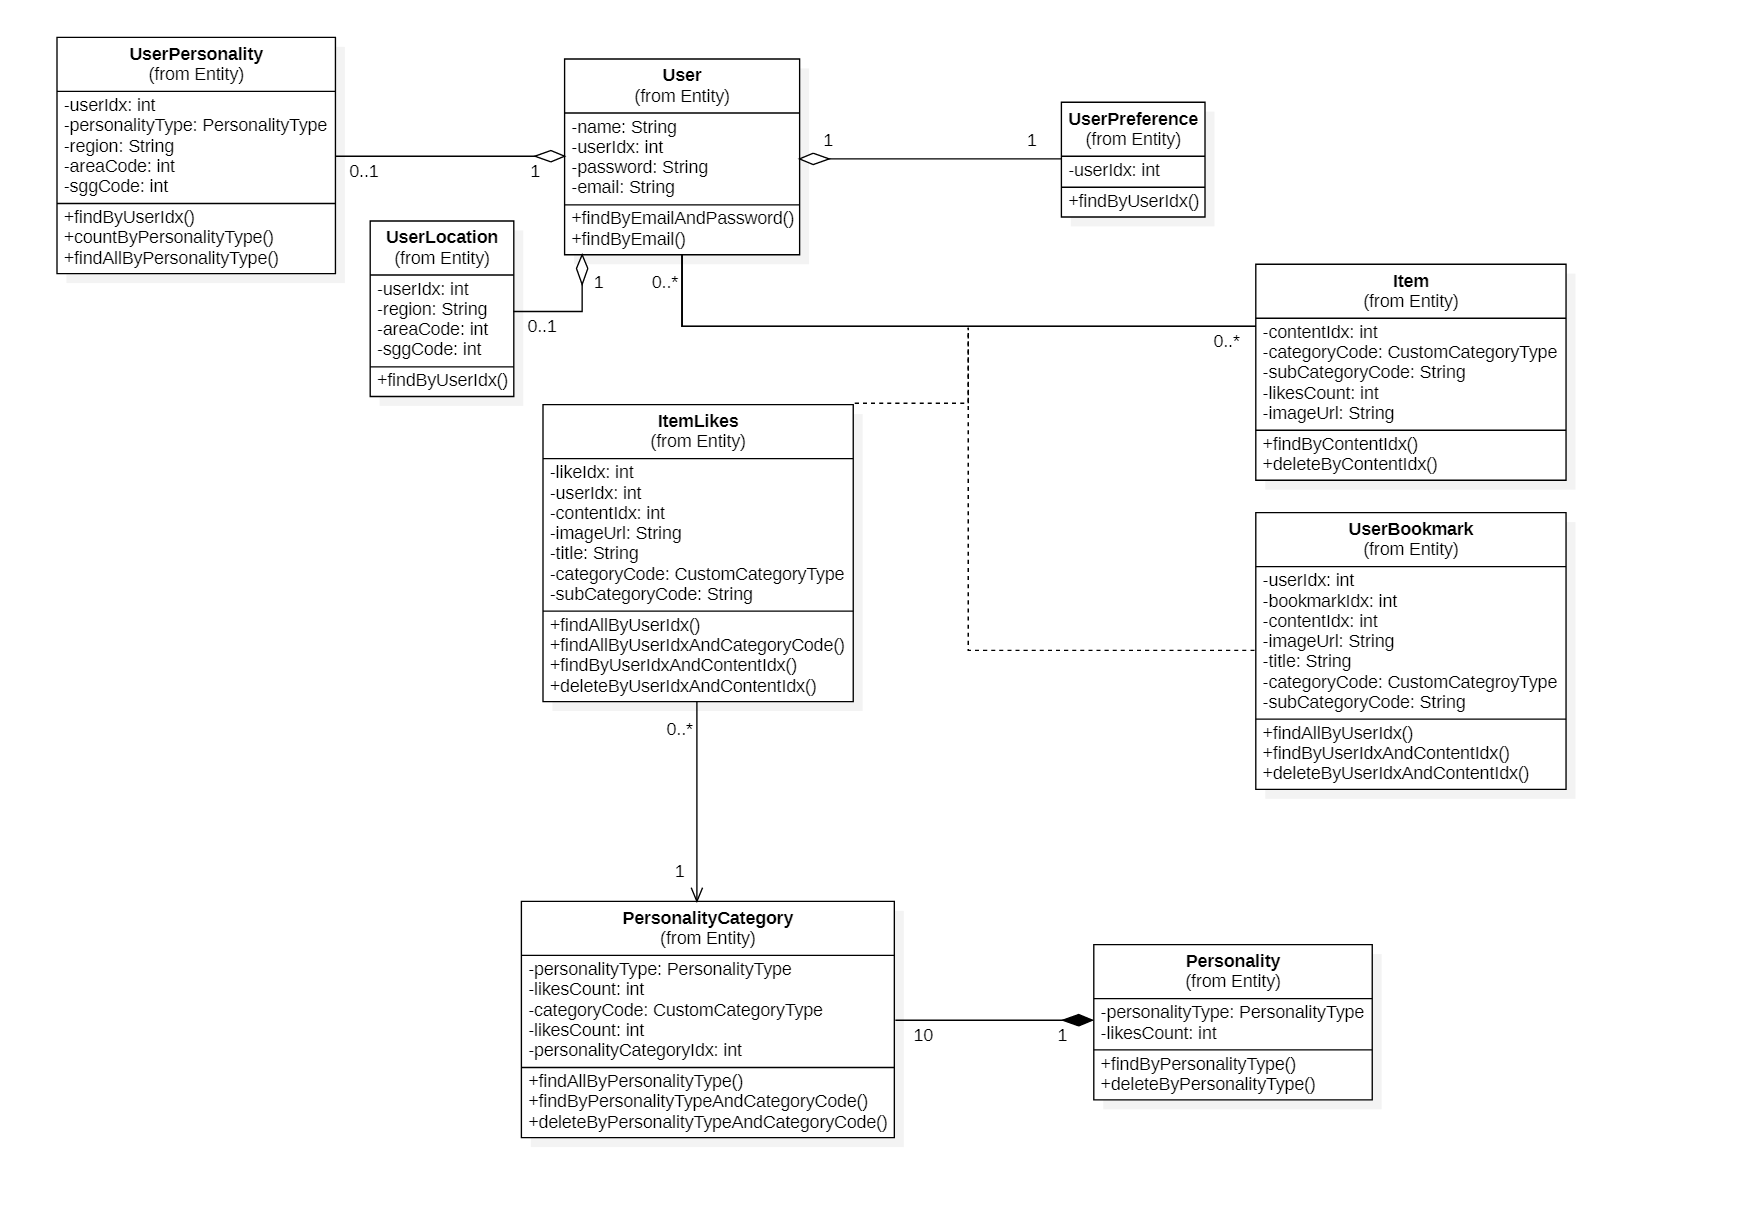 UserPersonality
(from Entity)
-userIdx: int
-personalityType: PersonalityType
-region: String
-areaCode: int
-sggCode: int
+findByUserIdx()
+countByPersonalityType()
+findAllByPersonalityType()
0..1
1
User
(from Entity)
-name: String
-userIdx: int
-password: String
-email: String
+findByEmailAndPassword()
+findByEmail()
1
1
UserPreference
(from Entity)
-userIdx: int
+findByUserIdx()
UserLocation
(from Entity)
-userIdx: int
-region: String
-areaCode: int
-sggCode: int
+findByUserIdx()
1
0..1
0..*
0..*
Item
(from Entity)
-contentIdx: int
-categoryCode: CustomCategoryType
-subCategoryCode: String
-likesCount: int
-imageUrl: String
+findByContentIdx()
+deleteByContentIdx()
ItemLikes
(from Entity)
-likeIdx: int
-userIdx: int
-contentIdx: int
-imageUrl: String
-title: String
-categoryCode: CustomCategoryType
-subCategoryCode: String
+findAllByUserIdx()
+findAllByUserIdxAndCategoryCode()
+findByUserIdxAndContentIdx()
+deleteByUserIdxAndContentIdx()
UserBookmark
(from Entity)
-userIdx: int
-bookmarkIdx: int
-contentIdx: int
-imageUrl: String
-title: String
-categoryCode: CustomCategroyType
-subCategoryCode: String
+findAllByUserIdx()
+findByUserIdxAndContentIdx()
+deleteByUserIdxAndContentIdx()
0..*
1
PersonalityCategory
(from Entity)
-personalityType: PersonalityType
-likesCount: int
-categoryCode: CustomCategoryType
-likesCount: int
-personalityCategoryIdx: int
+findAllByPersonalityType()
+findByPersonalityTypeAndCategoryCode()
+deleteByPersonalityTypeAndCategoryCode()
10
1
Personality
(from Entity)
-personalityType: PersonalityType
-likesCount: int
+findByPersonalityType()
+deleteByPersonalityType()